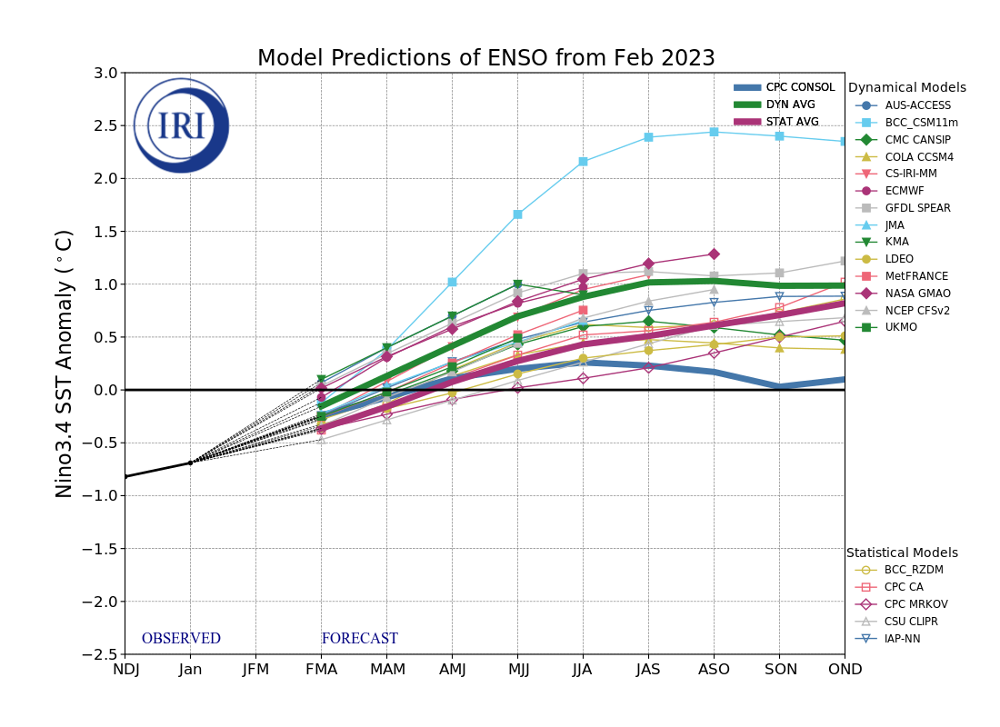 Model Predictions of ENSO from Feb 2023
IRI
Nino3.4 SST Anomaly (°C)
3.0
2.5
2.0
1.5
1.0
0.5
0.0
−0.5
−1.0
−1.5
−2.0
−2.5
CPC CONSOL
DYN AVG
STAT AVG
OBSERVED
FORECAST
NDJ Jan JFM FMA MAM AMJ MJJ JJA JAS ASO SON OND
Dynamical Models
AUS-ACCESS
BCC_CSM11m
CMC CANSIP
COLA CCSM4
CS-IRI-MM
ECMWF
GFDL SPEAR
JMA
KMA
LDEO
MetFRANCE
NASA GMAO
NCEP CFSv2
UKMO
Statistical Models
BCC_RZDM
CPC CA
CPC MRKOV
CSU CLIPR
IAP-NN